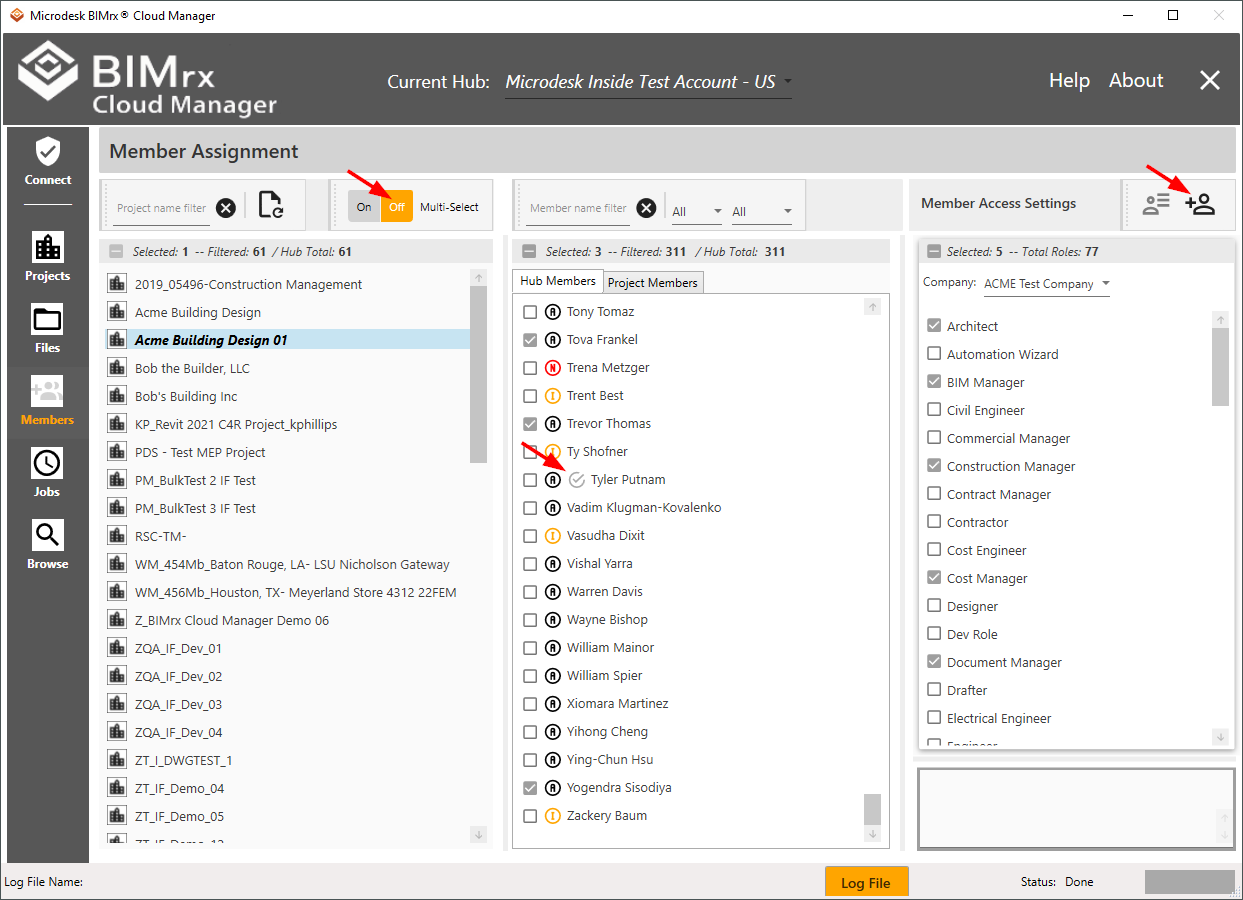 Microdesk BIMrx® Cloud Manager
BIMrx
Cloud Manager
Current Hub: Microdesk Inside Test Account - US
Help About
Connect
Projects
Files
Members
Jobs
Browse
Member Assignment
Project name filter
On Off Multi-Select
Member name filter
All All
Member Access Settings
Selected: 1 -- Filtered: 61 / Hub Total: 61
2019_05496-Construction Management
Acme Building Design
Acme Building Design 01
Bob the Builder, LLC
Bob's Building Inc
KP_Revit 2021 C4R Project_kphillips
PDS - Test MEP Project
PM_BulkTest 2 IF Test
PM_BulkTest 3 IF Test
RSC-TM-
WM_454Mb_Baton Rouge, LA- LSU Nicholson Gateway
WM_456Mb_Houston, TX- Meyerland Store 4312 22FEM
Z_BIMrx Cloud Manager Demo 06
ZQA_IF_Dev_01
ZQA_IF_Dev_02
ZQA_IF_Dev_03
ZQA_IF_Dev_04
ZT_I_DWGTEST_1
ZT_IF_Demo_04
ZT_IF_Demo_05
Selected: 3 -- Filtered: 311 / Hub Total: 311
Hub Members Project Members
A Tony Tomaz
A Tova Frankel
N Trena Metzger
I Trent Best
A Trevor Thomas
I Ty Shofner
A Tyler Putnam
A Vadim Klugman-Kovalenko
I Vasudha Dixit
A Vishal Yarra
A Warren Davis
A Wayne Bishop
A William Mainor
A William Spier
A Xiomara Martinez
A Yihong Cheng
A Ying-Chun Hsu
A Yogendra Sisodiya
I Zackery Baum
Selected: 5 -- Total Roles: 77
Company: ACME Test Company
Architect
Automation Wizard
BIM Manager
Civil Engineer
Commercial Manager
Construction Manager
Contract Manager
Contractor
Cost Engineer
Cost Manager
Designer
Dev Role
Document Manager
Drafter
Electrical Engineer
Engineer
Log File Name:
Log File
Status: Done